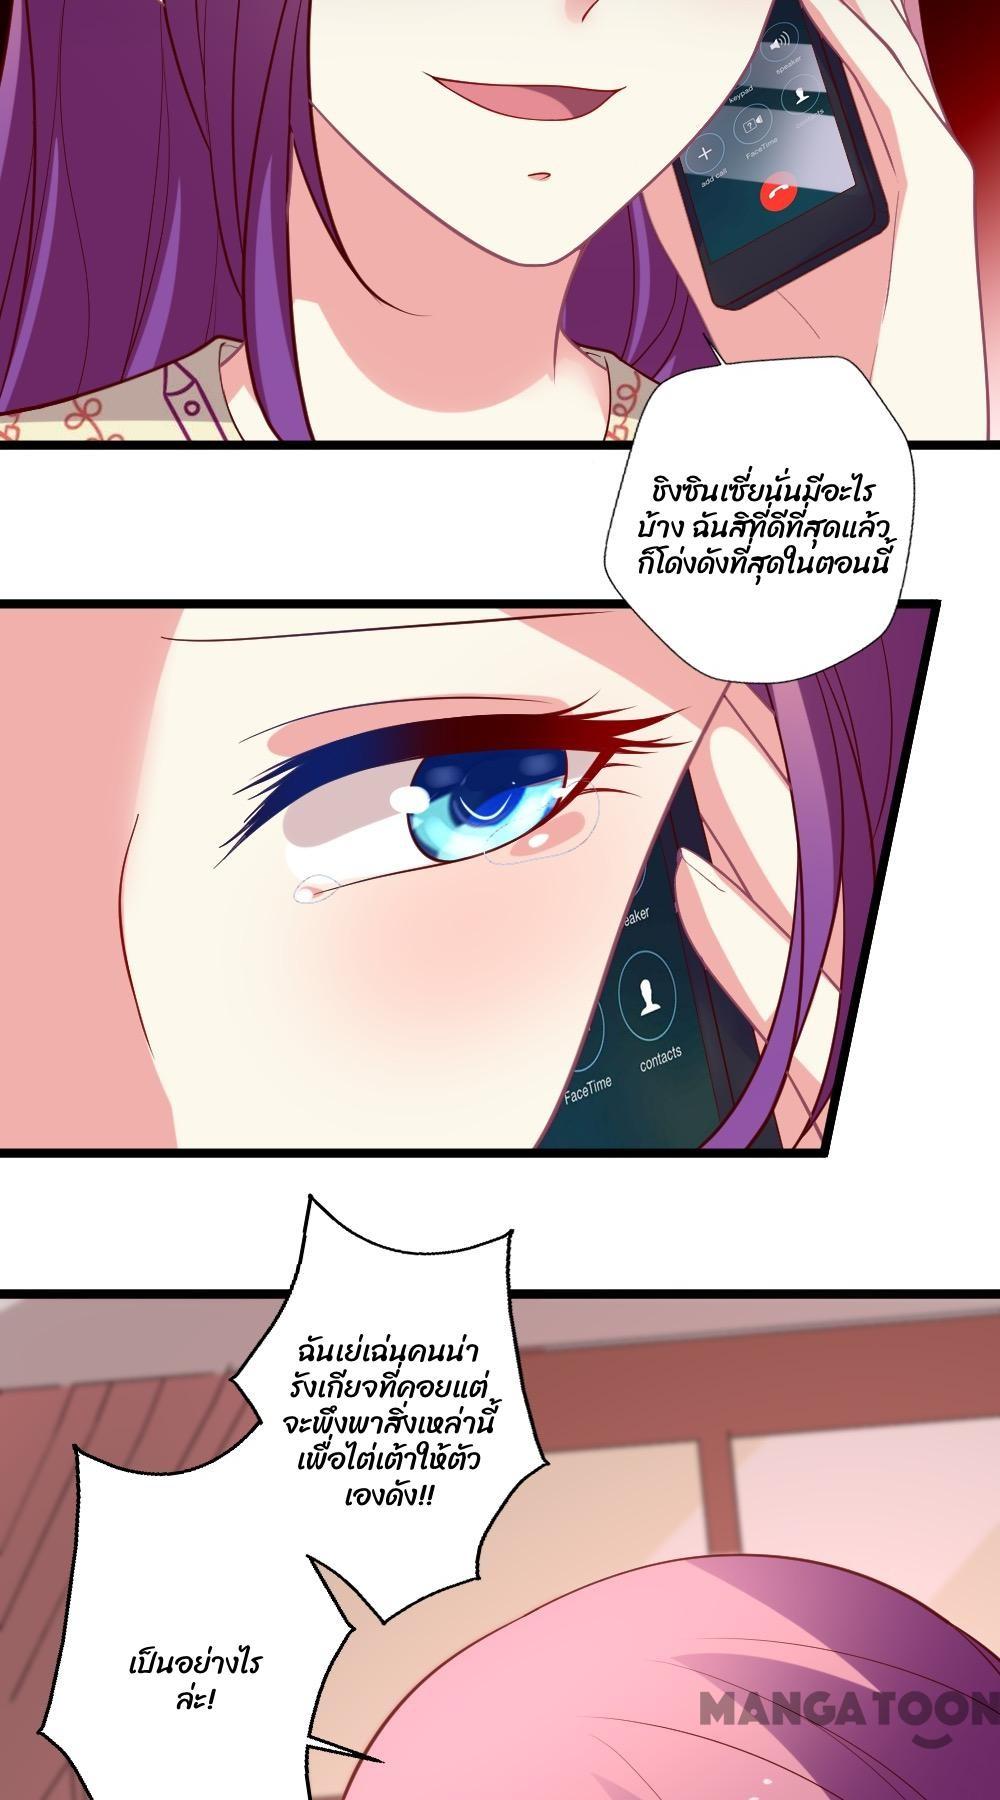 speaker
keypad
contacts
FaceTime
add call
ชิงซินเซี่ยนั่นมีอะไร
บ้าง ฉันสิที่ดีที่สุดแล้ว
ก็โด่งดังที่สุดในตอนนี้
eaker
contacts
FaceTime
ฉันเย่เฉ่นคนน่า
รังเกียจที่คอยแต่
จะพึงพาสิ่งเหล่านี้
เพื่อไต่เต้าให้ตัว
เองดัง!!
เป็นอย่างไร
ล่ะ!
MANGATOON